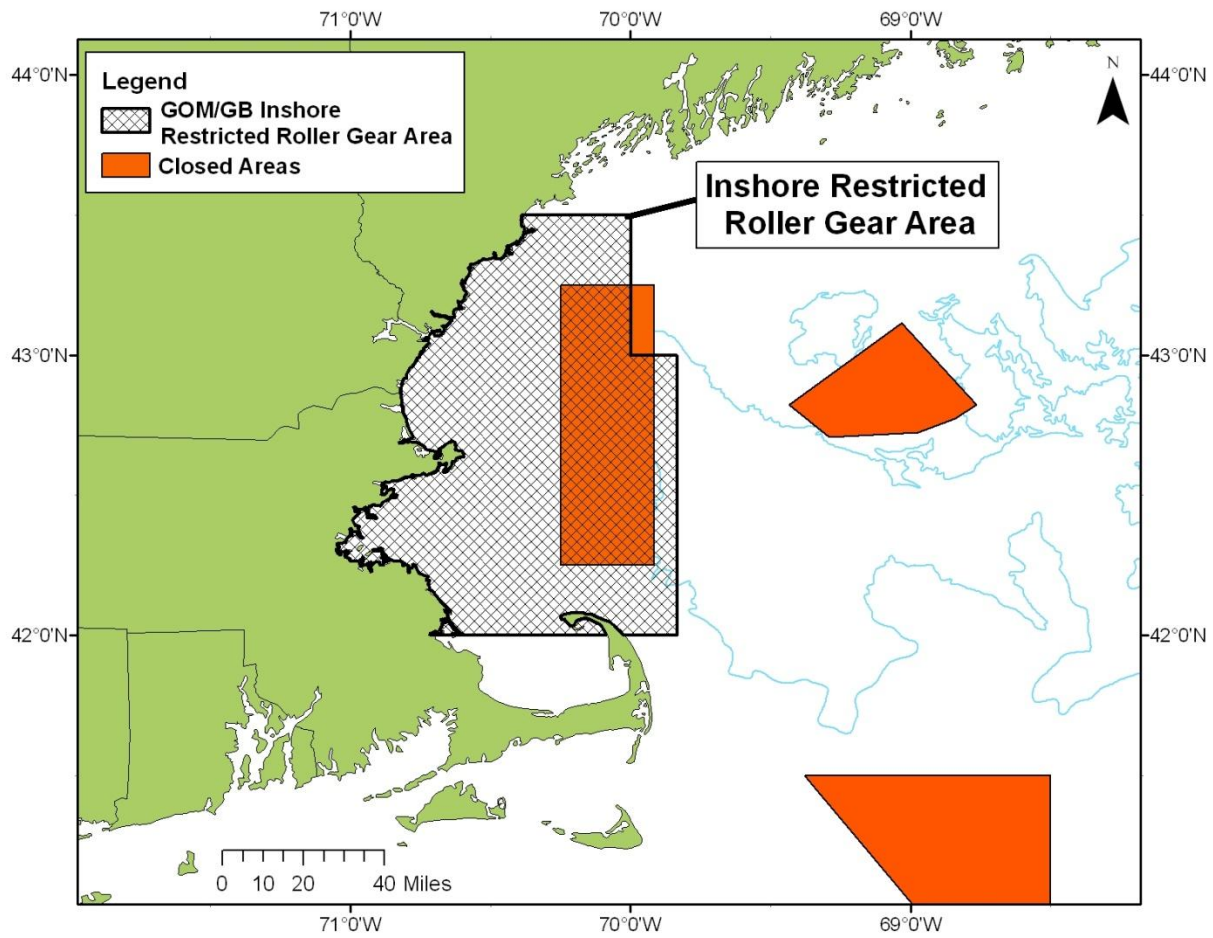 71°0'W 70°0'W 69°0'W
44°0'N 44°0'N
Legend
GOM/GB Inshore
Restricted Roller Gear Area
Closed Areas
N
Inshore Restricted
Roller Gear Area
43°0'N 43°0'N
42°0'N 42°0'N
0 10 20 40 Miles
71°0'W 70°0'W 69°0'W